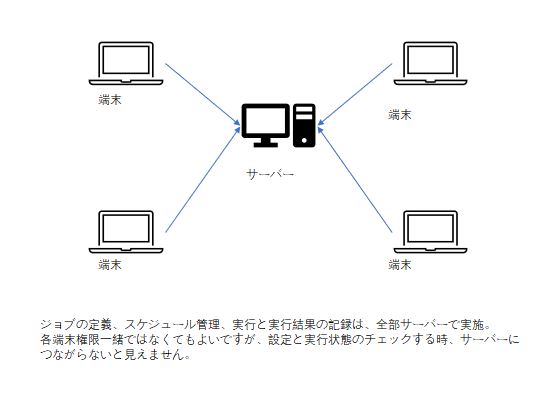 端末
端末
サーバー
端末
端末
ジョブの定義、スケジュール管理、実行と実行結果の記録は、全部サーバーで実施。
各端末権限一緒ではなくてもよいですが、設定と実行状態のチェックする時、サーバーに
つながらないと見えません。